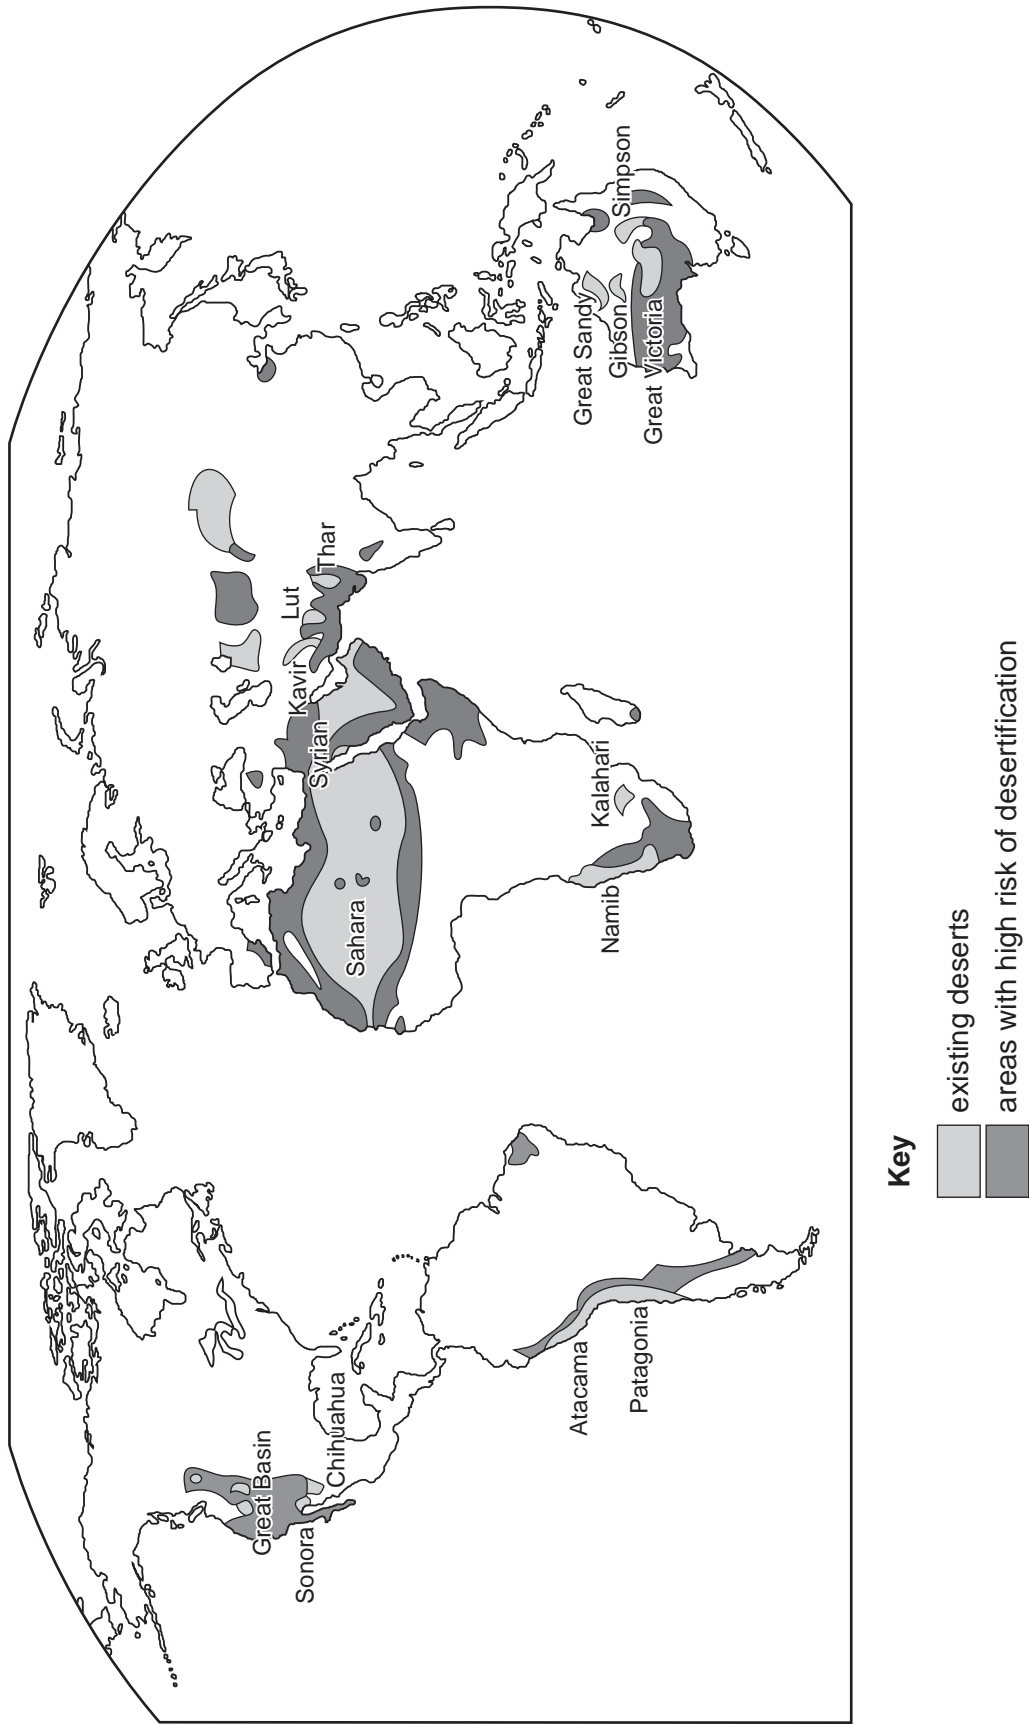 Great Basin
Sonora
Chihuahua
Atacama
Patagonia
Sahara
Syrian
Kavir
Lut
Thar
Namib
Kalahari
Great Sandy
Gibson
Great Victoria
Simpson
Key
existing deserts
areas with high risk of desertification